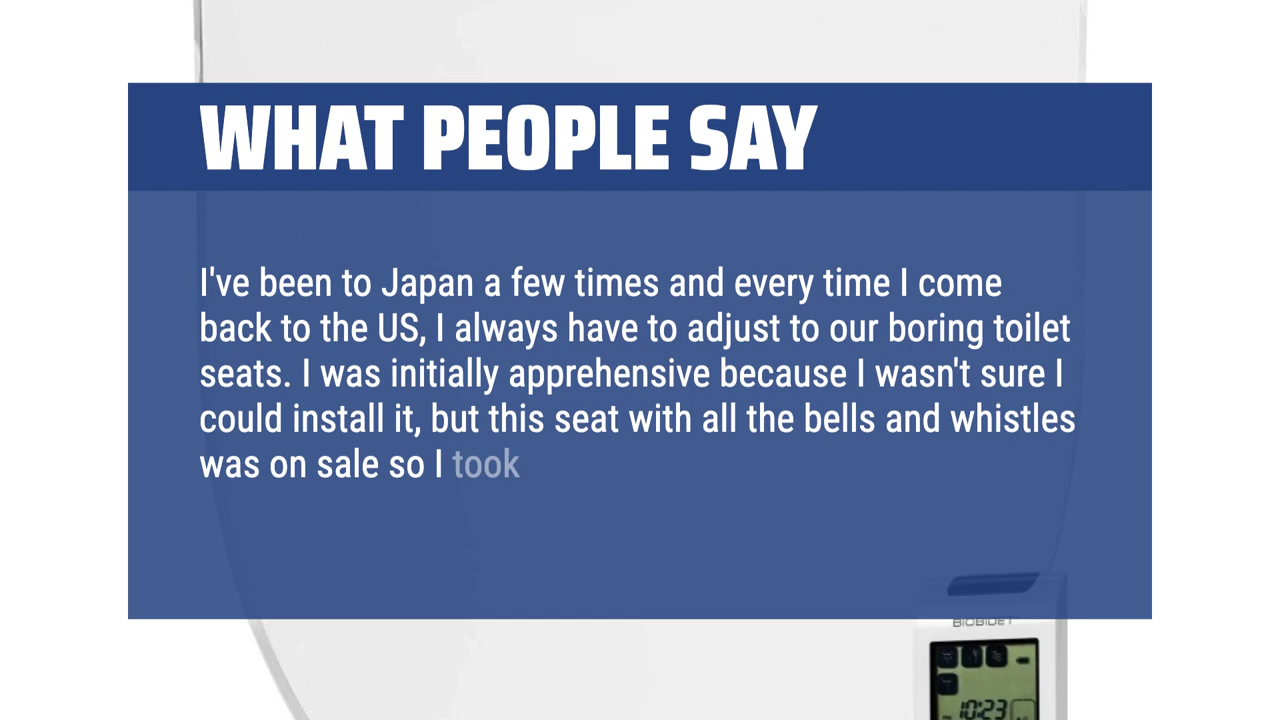 WHAT PEOPLE SAY
I've been to Japan a few times and every time I come
back to the US, I always have to adjust to our boring toilet
seats. I was initially apprehensive because I wasn't sure I
could install it, but this seat with all the bells and whistles
was on sale so I took
BIOBIDET
10:23